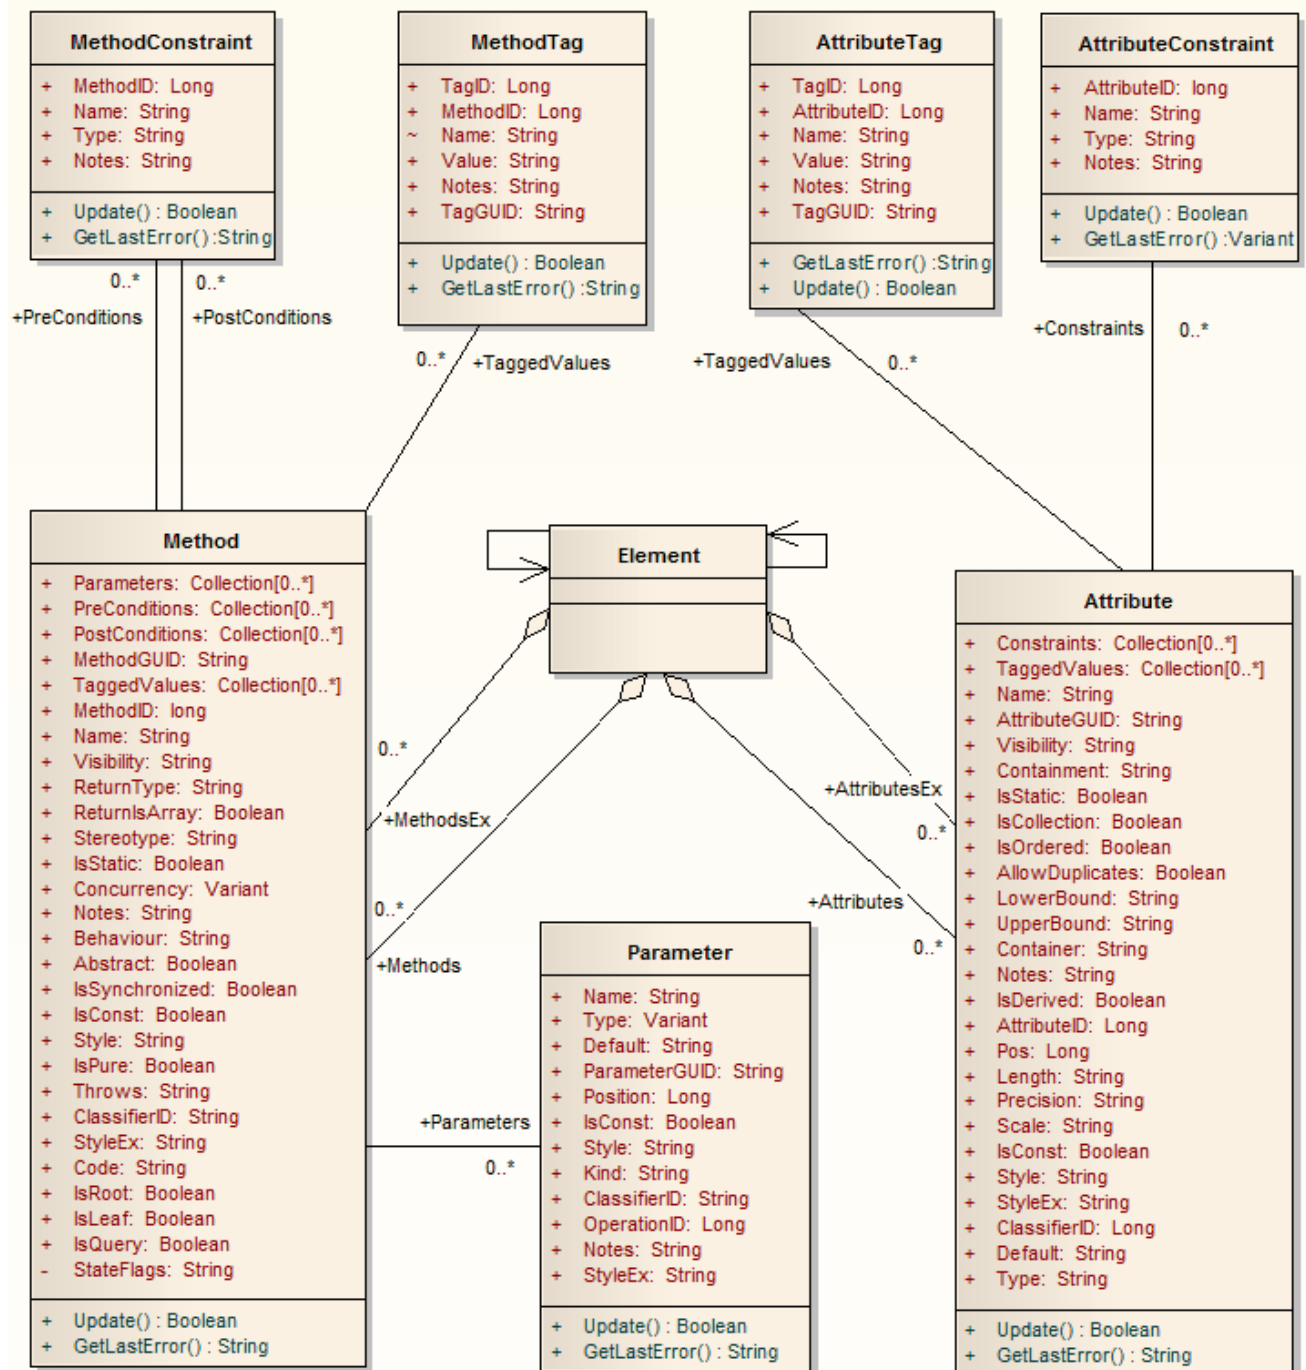 MethodConstraint
+ MethodID: Long
+ Name: String
+ Type: String
+ Notes: String
+ Update() : Boolean
+ GetLastError() :String
MethodTag
+ TagID: Long
+ MethodID: Long
~ Name: String
+ Value: String
+ Notes: String
+ TagGUID: String
+ Update() : Boolean
+ GetLastError() :String
AttributeTag
+ TagID: Long
+ AttributeID: Long
+ Name: String
+ Value: String
+ Notes: String
+ TagGUID: String
+ GetLastError() :String
+ Update() : Boolean
AttributeConstraint
+ AttributeID: long
+ Name: String
+ Type: String
+ Notes: String
+ Update() : Boolean
+ GetLastError() :Variant
0..* 0..*
+PreConditions +PostConditions
0..* +TaggedValues
+TaggedValues 0..*
+Constraints 0..*
Method
+ Parameters: Collection[0..*]
+ PreConditions: Collection[0..*]
+ PostConditions: Collection[0..*]
+ MethodGUID: String
+ TaggedValues: Collection[0..*]
+ MethodID: long
+ Name: String
+ Visibility: String
+ ReturnType: String
+ ReturnIsArray: Boolean
+ Stereotype: String
+ IsStatic: Boolean
+ Concurrency: Variant
+ Notes: String
+ Behaviour: String
+ Abstract: Boolean
+ IsSynchronized: Boolean
+ IsConst: Boolean
+ Style: String
+ IsPure: Boolean
+ Throws: String
+ ClassifierID: String
+ StyleEx: String
+ Code: String
+ IsRoot: Boolean
+ IsLeaf: Boolean
+ IsQuery: Boolean
- StateFlags: String
+ Update() : Boolean
+ GetLastError() : String
Element
0..*
+MethodsEx
0..*
+Methods
+AttributesEx
0..*
+Attributes
0..*
+Parameters
0..*
Parameter
+ Name: String
+ Type: Variant
+ Default: String
+ ParameterGUID: String
+ Position: Long
+ IsConst: Boolean
+ Style: String
+ Kind: String
+ ClassifierID: String
+ OperationID: Long
+ Notes: String
+ StyleEx: String
+ Update() : Boolean
+ GetLastError() : String
Attribute
+ Constraints: Collection[0..*]
+ TaggedValues: Collection[0..*]
+ Name: String
+ AttributeGUID: String
+ Visibility: String
+ Containment: String
+ IsStatic: Boolean
+ IsCollection: Boolean
+ IsOrdered: Boolean
+ AllowDuplicates: Boolean
+ LowerBound: String
+ UpperBound: String
+ Container: String
+ Notes: String
+ IsDerived: Boolean
+ AttributeID: Long
+ Pos: Long
+ Length: String
+ Precision: String
+ Scale: String
+ IsConst: Boolean
+ Style: String
+ StyleEx: String
+ ClassifierID: Long
+ Default: String
+ Type: String
+ Update() : Boolean
+ GetLastError() : String